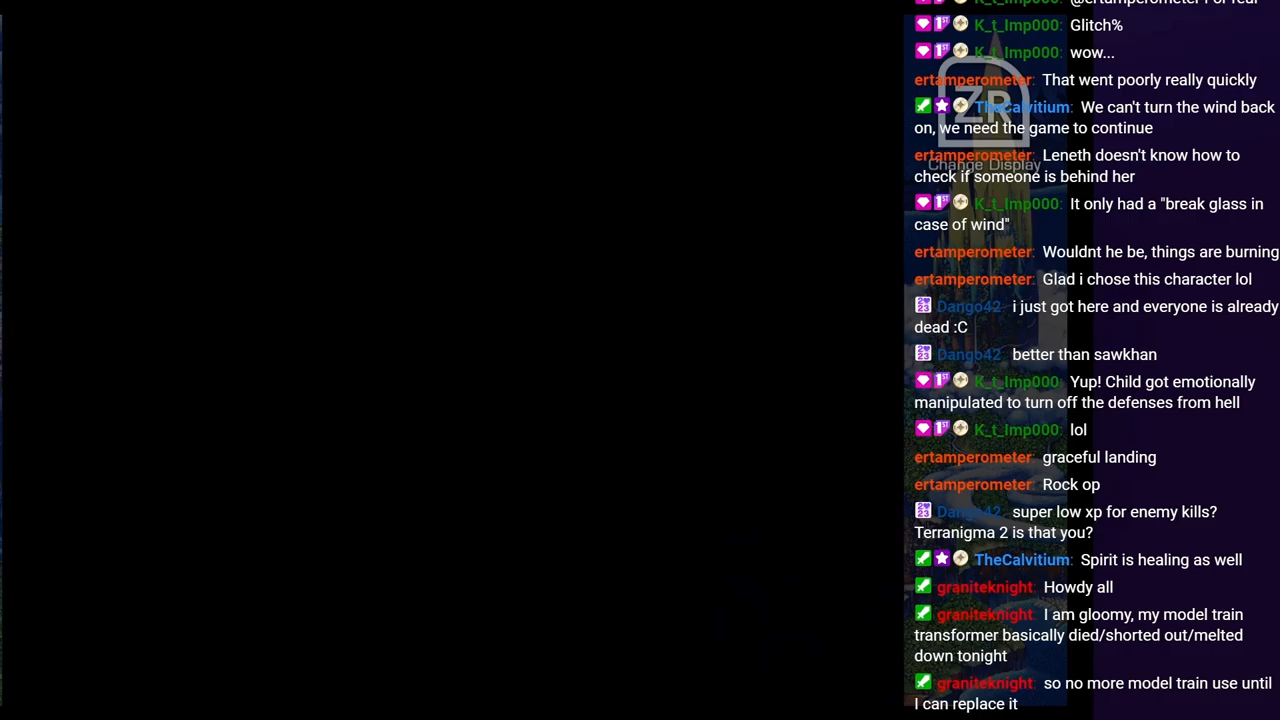 K_t_Imp000: @ertamperometer For real
K_t_Imp000: Glitch%
K_t_Imp000: wow...
ertamperometer: That went poorly really quickly
TheCalvitium: We can't turn the wind back
on, we need the game to continue
ZR
ertamperometer: Leneth doesn't know how to
Change Display
check if someone is behind her
K_t_Imp000: It only had a "break glass in
case of wind"
ertamperometer: Wouldnt he be, things are burning
ertamperometer: Glad i chose this character lol
Dango42: i just got here and everyone is already
dead :C
Dango42: better than sawkhan
K_t_Imp000: Yup! Child got emotionally
manipulated to turn off the defenses from hell
K_t_Imp000: lol
ertamperometer: graceful landing
ertamperometer: Rock op
Dango42: super low xp for enemy kills?
Terranigma 2 is that you?
TheCalvitium: Spirit is healing as well
graniteknight: Howdy all
graniteknight: I am gloomy, my model train
transformer basically died/shorted out/melted
down tonight
graniteknight: so no more model train use until
I can replace it